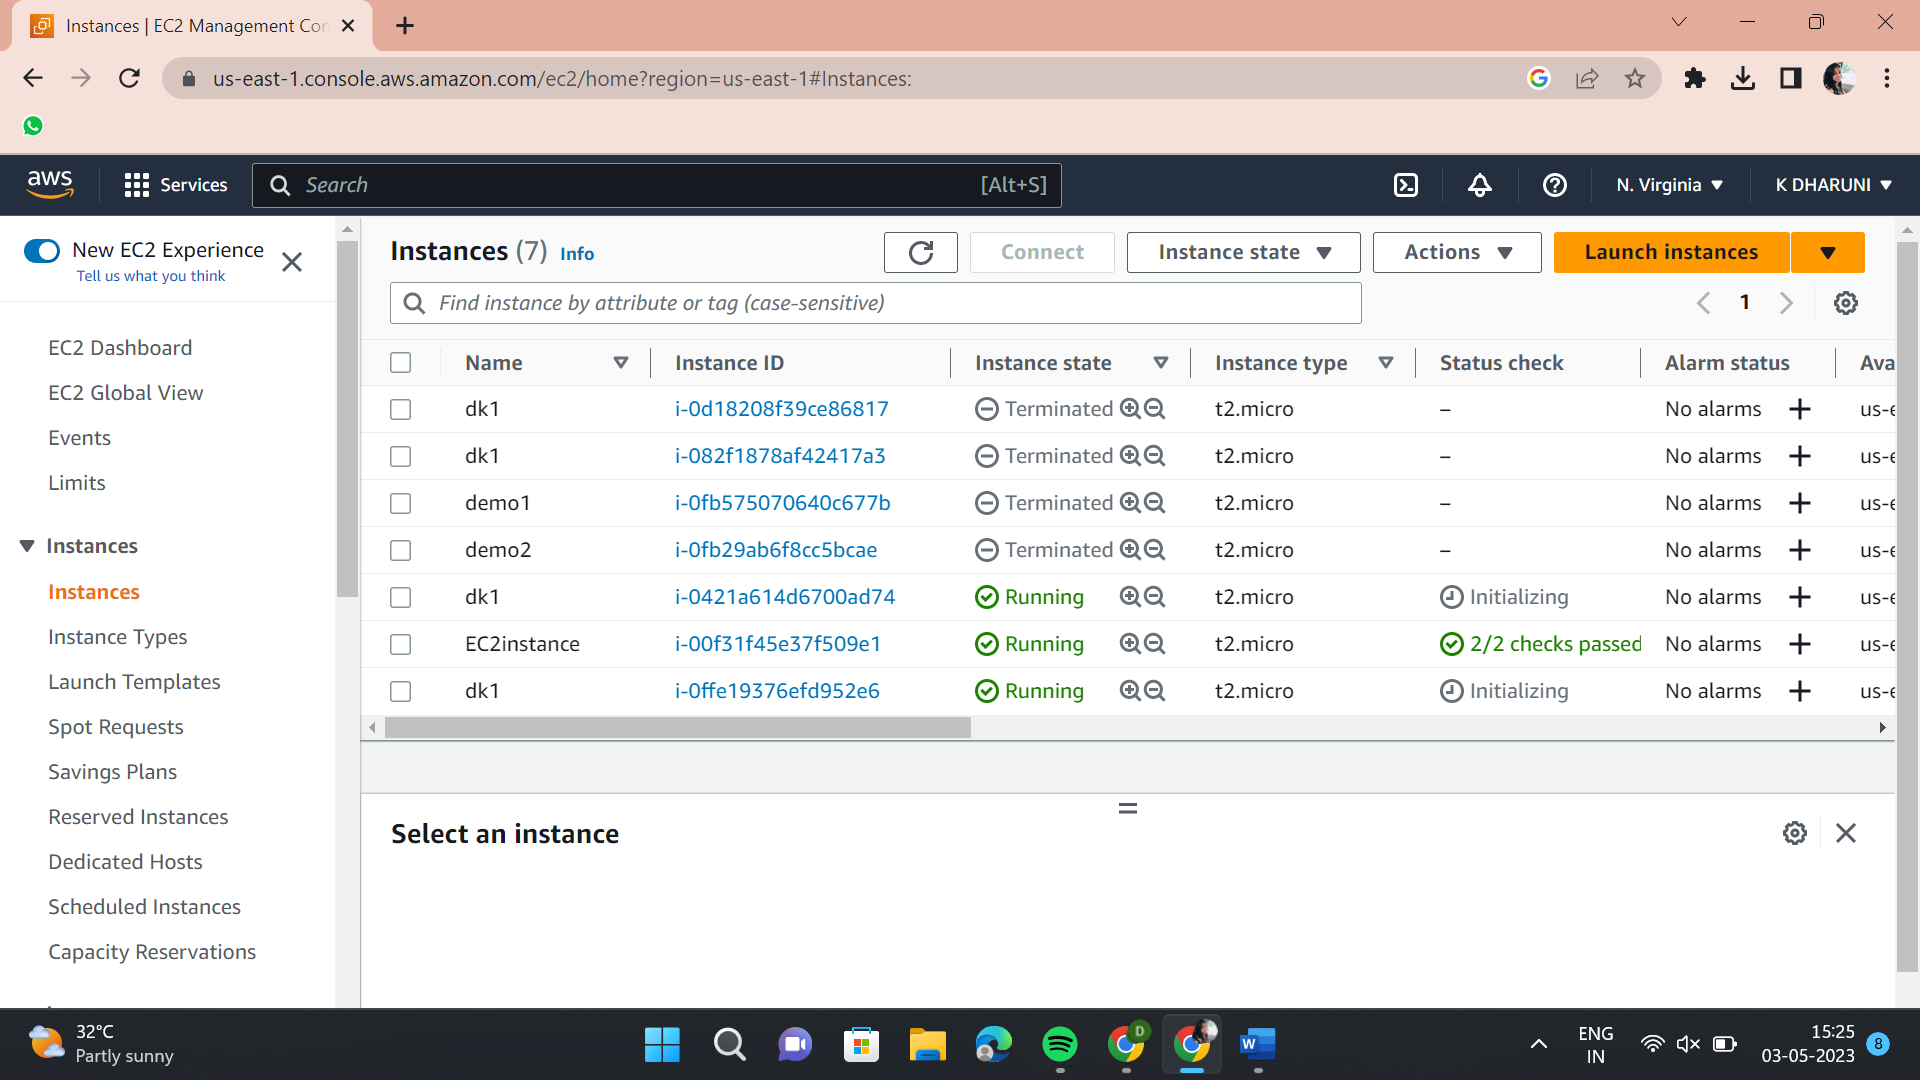 Instances | EC2 Management Con
us-east-1.console.aws.amazon.com/ec2/home?region=us-east-1#Instances:
aws Services Search [Alt+S] N. Virginia K DHARUNI
New EC2 Experience
Tell us what you think
EC2 Dashboard
EC2 Global View
Events
Limits
Instances
Instances
Instance Types
Launch Templates
Spot Requests
Savings Plans
Reserved Instances
Dedicated Hosts
Scheduled Instances
Capacity Reservations
Instances (7) Info Connect Instance state Actions Launch instances
Find instance by attribute or tag (case-sensitive) 1
Name Instance ID Instance state Instance type Status check Alarm status Ava
dk1 i-0d18208f39ce86817 Terminated t2.micro – No alarms us-e
dk1 i-082f1878af42417a3 Terminated t2.micro – No alarms us-e
demo1 i-0fb575070640c677b Terminated t2.micro – No alarms us-e
demo2 i-0fb29ab6f8cc5bcae Terminated t2.micro – No alarms us-e
dk1 i-0421a614d6700ad74 Running t2.micro Initializing No alarms us-e
EC2instance i-00f31f45e37f509e1 Running t2.micro 2/2 checks passed No alarms us-e
dk1 i-0ffe19376efd952e6 Running t2.micro Initializing No alarms us-e
Select an instance
32°C
Partly sunny
D
W
ENG
IN
15:25
03-05-2023
8